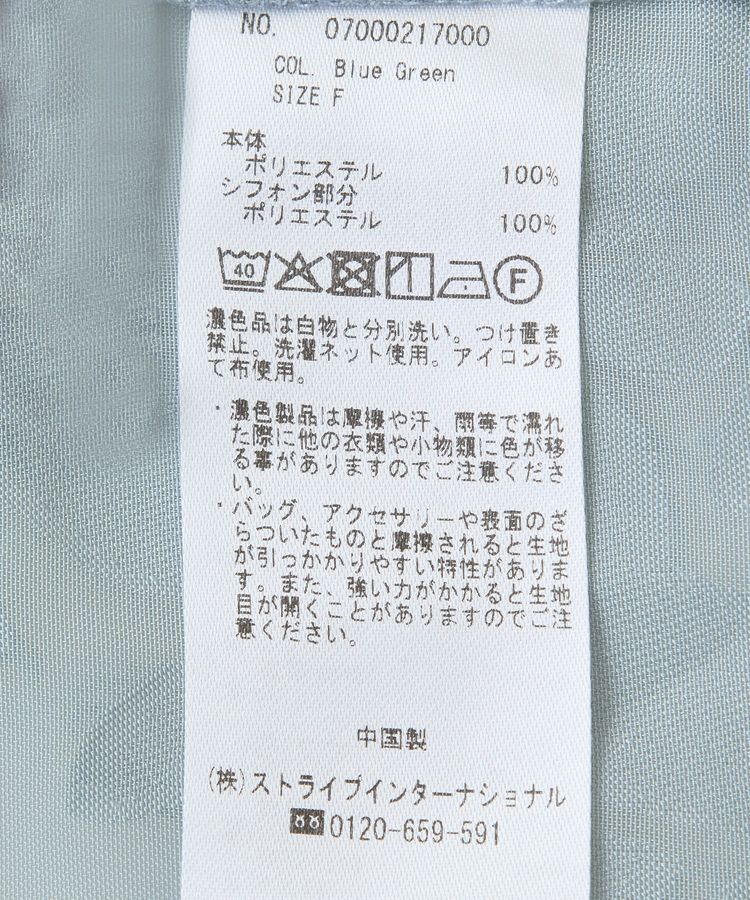 NO. 07000217000
COL. Blue Green
SIZE F
本体
ポリエステル 100%
シフォン部分
ポリエステル 100%
40
F
濃色品は白物と分別洗い。つけ置き
禁止。洗濯ネット使用。アイロンあ
て布使用。
・濃色製品は摩擦や汗、雨等で濡れ
た際に他の衣類や小物類に色が移
る事がありますのでご注意くださ
い。
・バッグ、アクセサリーや表面のざ
らついたものと摩擦されると生地
が引っかかりやすい特性がありま
す。また、強い力がかかると生地
目が開くことがありますのでご注
意ください。
中国製
(株)ストライプインターナショナル
0120-659-591